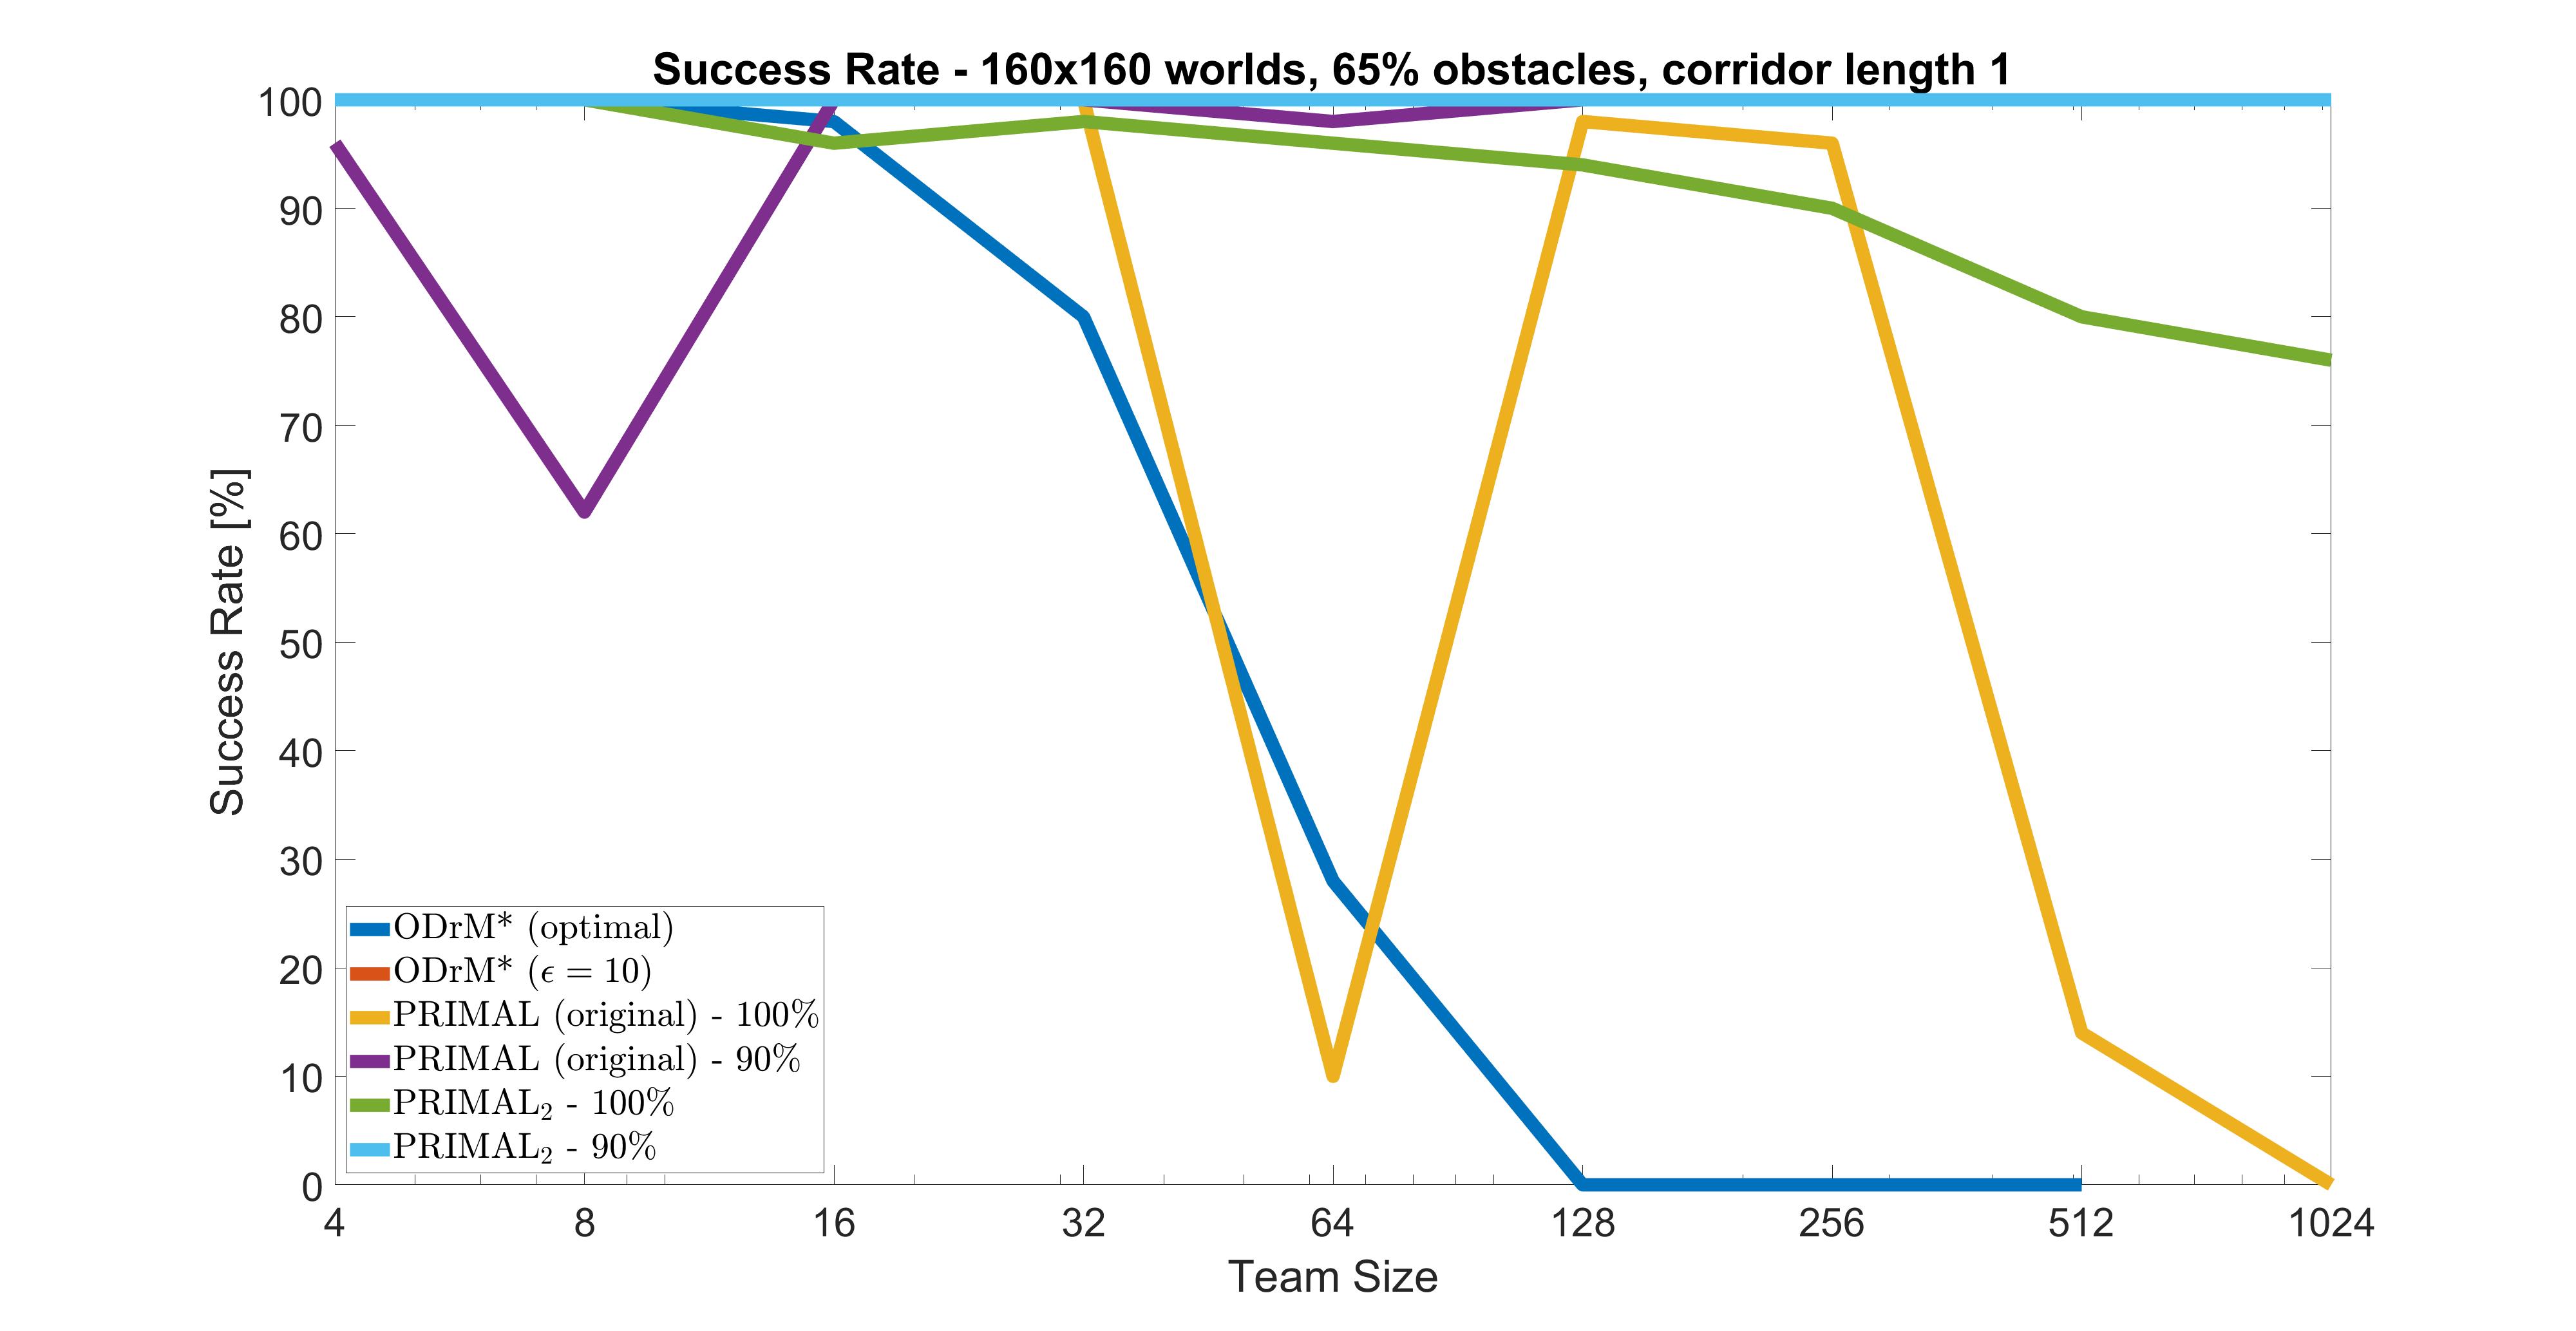 Success Rate - 160x160 worlds, 65% obstacles, corridor length 1
100
90
80
70
60
50
40
30
20
10
0
Success Rate [%]
ODrM* (optimal)
ODrM* (ϵ = 10)
PRIMAL (original) - 100%
PRIMAL (original) - 90%
PRIMAL₂ - 100%
PRIMAL₂ - 90%
4 8 16 32 64 128 256 512 1024
Team Size